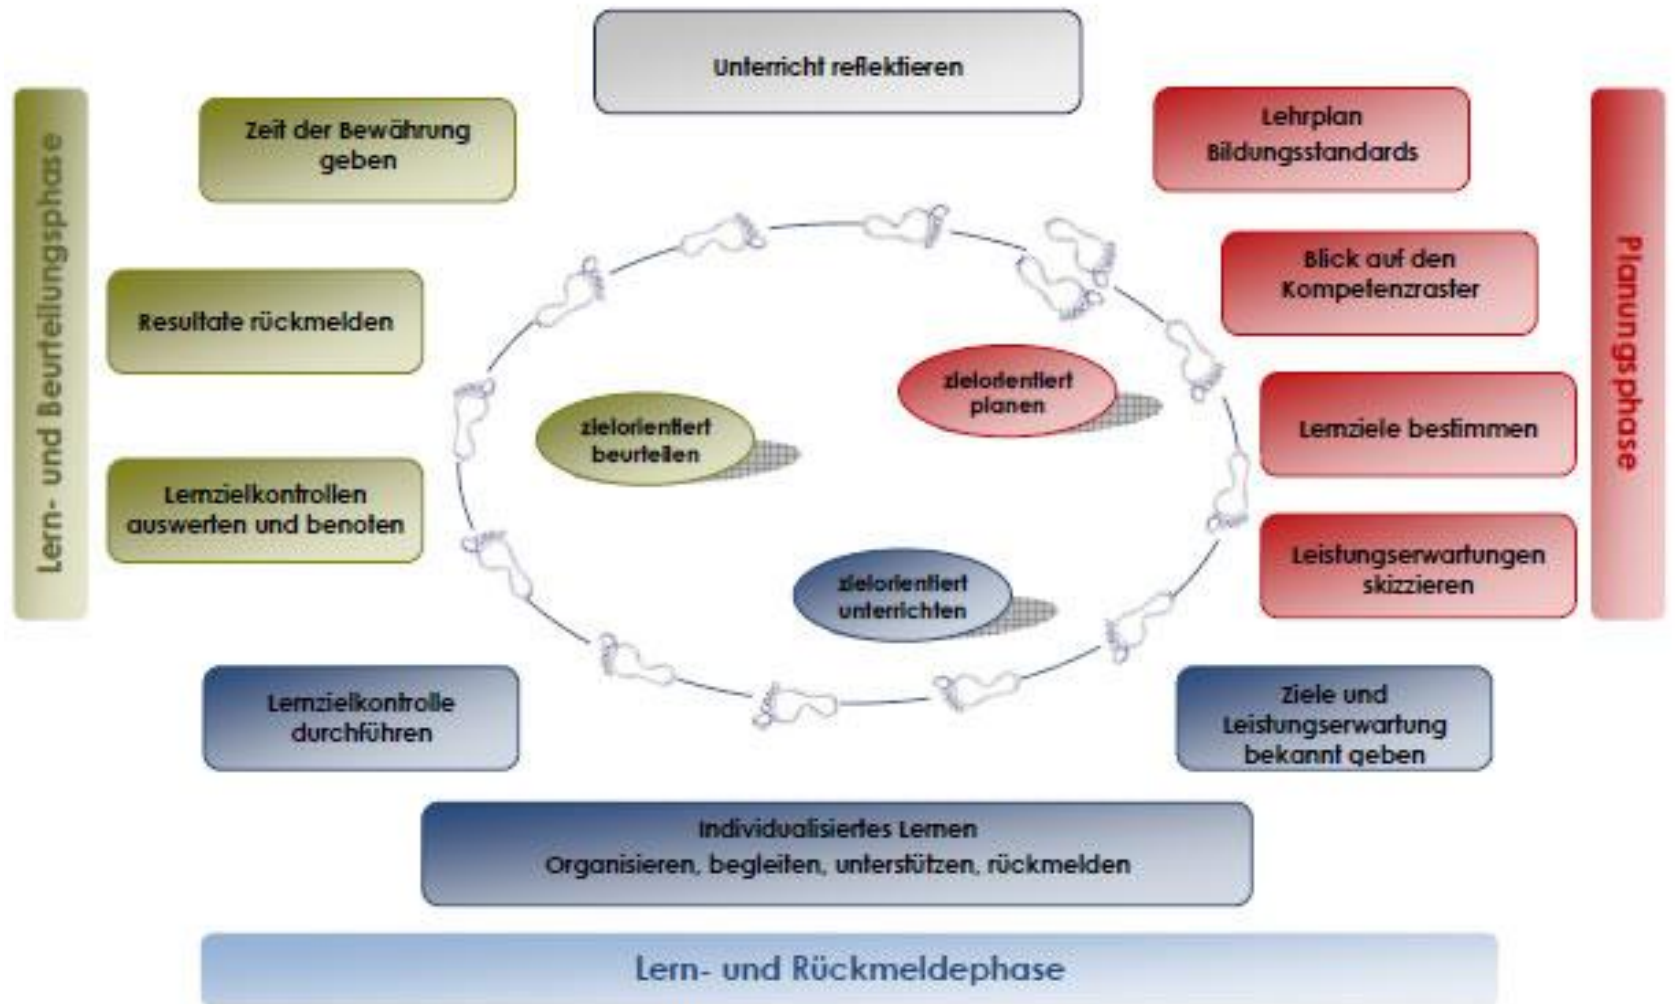 Unterricht reflektieren
Lehrplan
Bildungsstandards
Blick auf den
Kompetenzraster
Lernziele bestimmen
Leistungserwartungen
skizzieren
Planungsphase
zielorientiert
planen
Ziele und
Leistungserwartung
bekannt geben
zielorientiert
unterrichten
Individualisiertes Lernen
Organisieren, begleiten, unterstützen, rückmelden
Lernzielkontrolle
durchführen
Lern- und Rückmeldephase
Lernzielkontrollen
auswerten und benoten
Resultate rückmelden
Zeit der Bewährung
geben
zielorientiert
beurteilen
Lern- und Beurteilungsphase